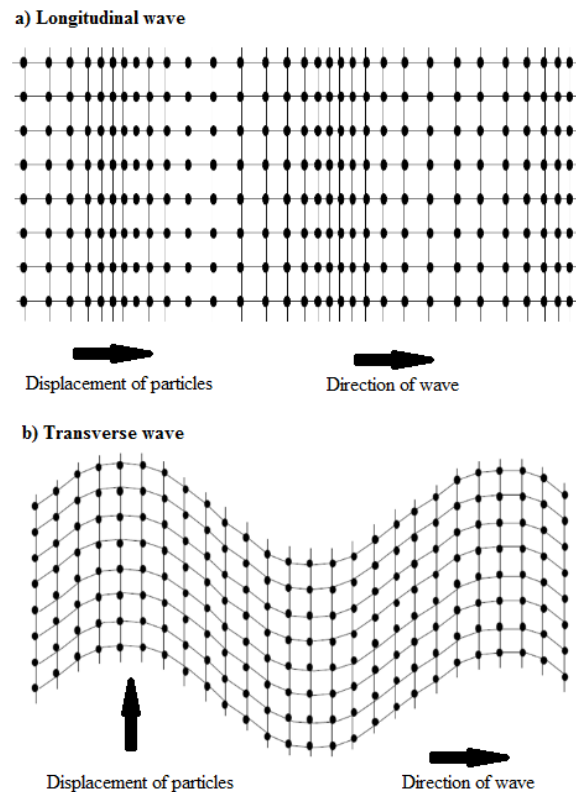 a) Longitudinal wave
Displacement of particles
Direction of wave
b) Transverse wave
Displacement of particles
Direction of wave